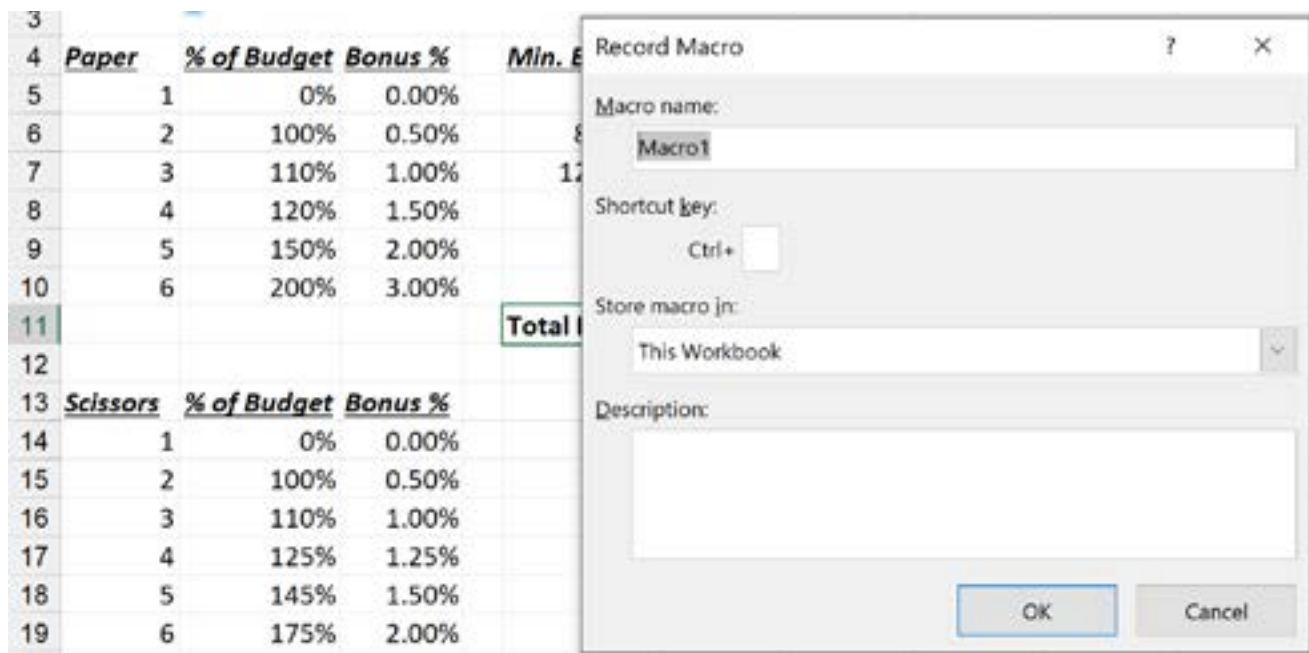 3
4 Paper % of Budget Bonus % Min.
5 1 0% 0.00%
6 2 100% 0.50%
7 3 110% 1.00% 12
8 4 120% 1.50%
9 5 150% 2.00%
10 6 200% 3.00%
11 Total
12
13 Scissors % of Budget Bonus %
14 1 0% 0.00%
15 2 100% 0.50%
16 3 110% 1.00%
17 4 125% 1.25%
18 5 145% 1.50%
19 6 175% 2.00%
Record Macro ? ×
Macro name:
Macro1
Shortcut key:
Ctrl+
Store macro in:
This Workbook
Description:
OK Cancel